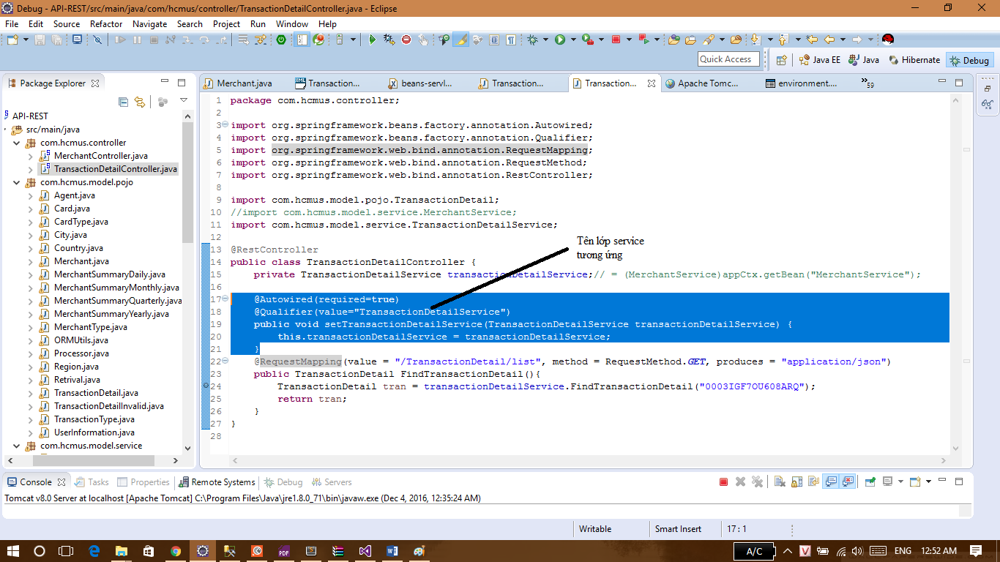 Debug - API-REST/src/main/java/com/hcmus/controller/TransactionDetailController.java - Eclipse
File Edit Source Refactor Navigate Search Project Run Window Help
Quick Access
Java EE Java Hibernate Debug
Package Explorer
Merchant.java Transaction... beans-servl... Transaction... Transaction... Apache Tomc... environment.... »59
API-REST
src/main/java
com.hcmus.controller
MerchantController.java
TransactionDetailController.java
com.hcmus.model.pojo
Agent.java
Card.java
CardType.java
City.java
Country.java
Merchant.java
MerchantSummaryDaily.java
MerchantSummaryMonthly.java
MerchantSummaryQuarterly.java
MerchantSummaryYearly.java
MerchantType.java
ORMUtils.java
Processor.java
Region.java
Retrival.java
TransactionDetail.java
TransactionDetailInvalid.java
TransactionType.java
UserInformation.java
com.hcmus.model.service
1 package com.hcmus.controller;
2
3 import org.springframework.beans.factory.annotation.Autowired;
4 import org.springframework.beans.factory.annotation.Qualifier;
5 import org.springframework.web.bind.annotation.RequestMapping;
6 import org.springframework.web.bind.annotation.RequestMethod;
7 import org.springframework.web.bind.annotation.RestController;
8
9 import com.hcmus.model.pojo.TransactionDetail;
10 //import com.hcmus.model.service.MerchantService;
11 import com.hcmus.model.service.TransactionDetailService;
12
13 @RestController
14 public class TransactionDetailController {
15 private TransactionDetailService transactionDetailService;// = (MerchantService)appCtx.getBean("MerchantService");
16
17 @Autowired(required=true)
18 @Qualifier(value="TransactionDetailService")
19 public void setTransactionDetailService(TransactionDetailService transactionDetailService) {
20 this.transactionDetailService = transactionDetailService;
21 }
22 @RequestMapping(value = "/TransactionDetail/list", method = RequestMethod.GET, produces = "application/json")
23 public TransactionDetail FindTransactionDetail(){
24 TransactionDetail tran = transactionDetailService.FindTransactionDetail("0003IGF7OU608ARQ");
25 return tran;
26 }
27 }
28
Tên lớp service
tương ứng
Console Tasks Properties Remote Systems Debug Servers
Tomcat v8.0 Server at localhost [Apache Tomcat] C:\Program Files\Java\jre1.8.0_71\bin\javaw.exe (Dec 4, 2016, 12:35:24 AM)
Writable Smart Insert 17 : 1
A/C ENG 12:52 AM